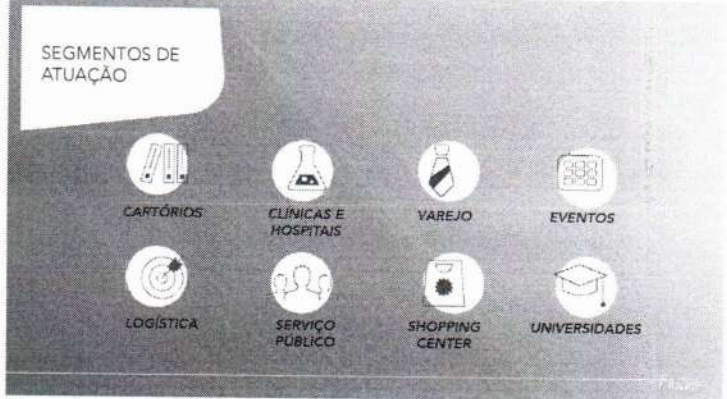 SEGMENTOS DE
ATUAÇÃO
CARTÓRIOS
CLÍNICAS E
HOSPITAIS
VAREJO
EVENTOS
LOGÍSTICA
SERVIÇO
PÚBLICO
SHOPPING
CENTER
UNIVERSIDADES